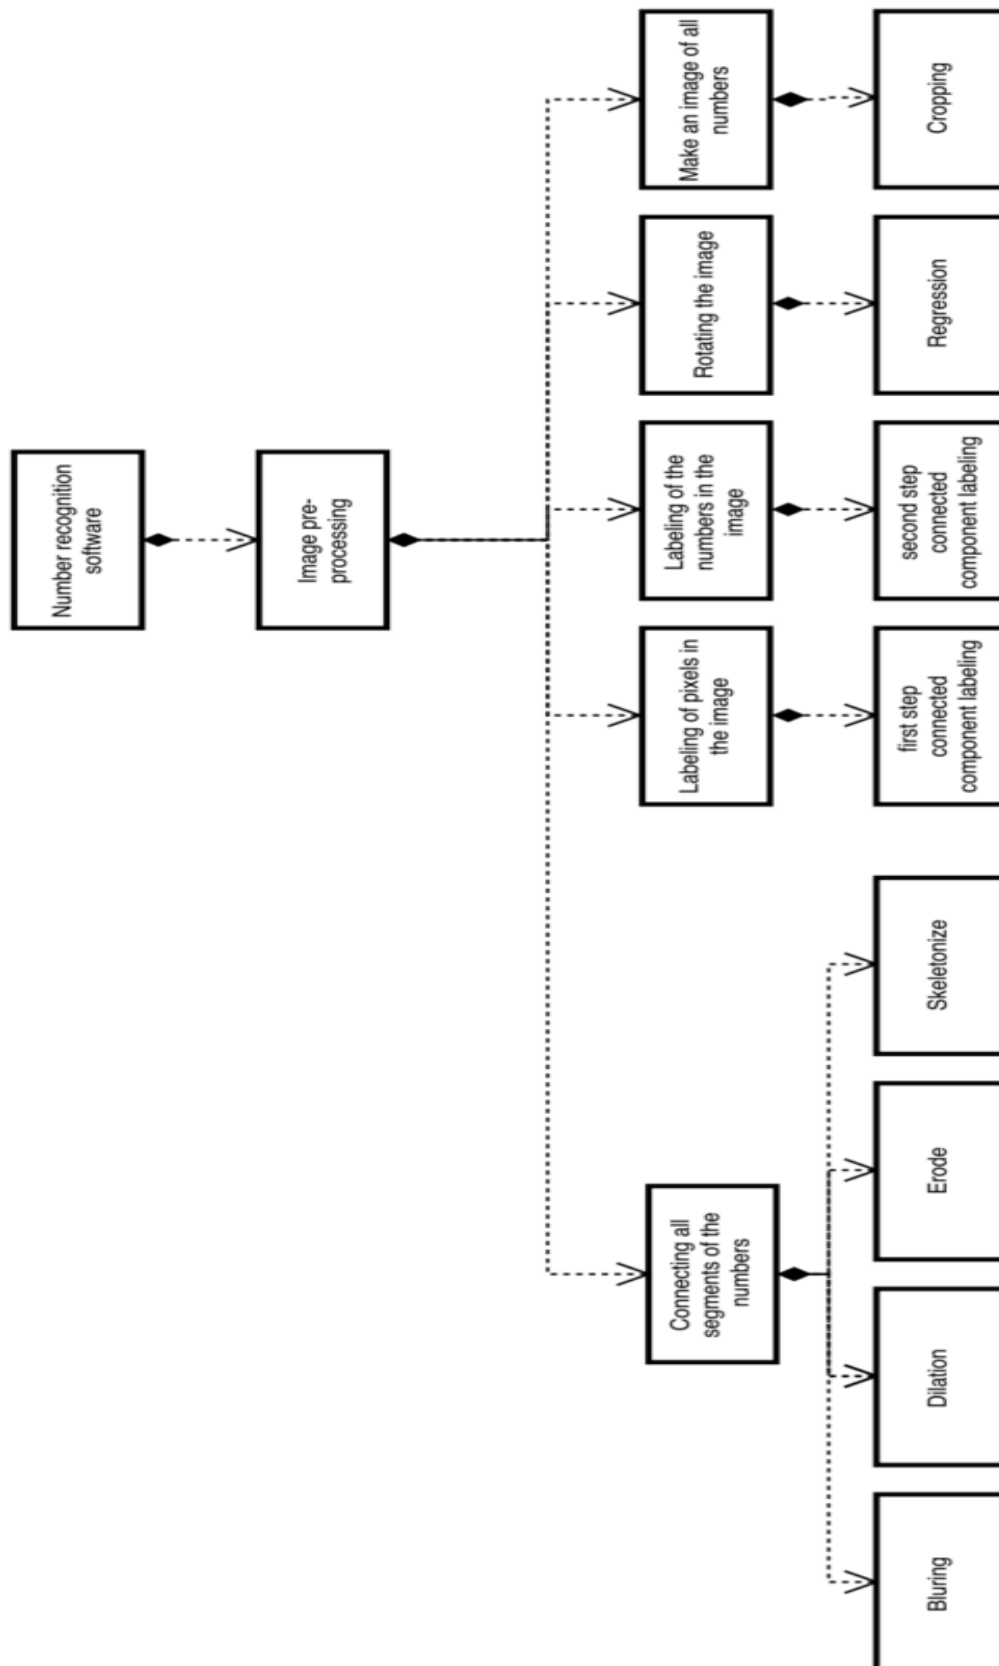 Number recognition
software
Image pre-
processing
Connecting all
segments of the
numbers
Labeling of pixels in
the image
Labeling of the
numbers in the
image
Rotating the image
Make an image of all
numbers
Bluring
Dilation
Erode
Skeletonize
first step
connected
component labeling
second step
connected
component labeling
Regression
Cropping